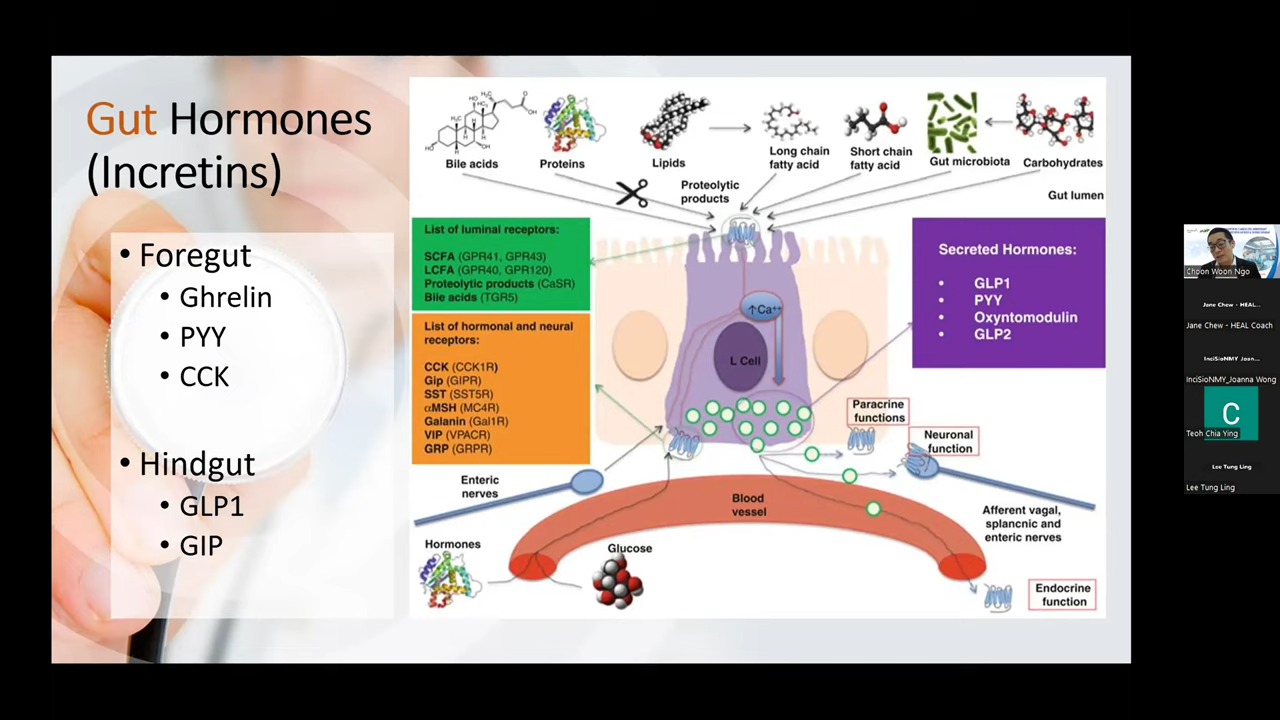 Gut Hormones
(Incretins)
• Foregut
• Ghrelin
• PYY
• CCK
• Hindgut
• GLP1
• GIP
Bile acids
Proteins
Lipids
Long chain
fatty acid
Short chain
fatty acid
Gut microbiota
Carbohydrates
Proteolytic
products
Gut lumen
List of luminal receptors:
SCFA (GPR41, GPR43)
LCFA (GPR40, GPR120)
Proteolytic products (CaSR)
Bile acids (TGR5)
List of hormonal and neural
receptors:
CCK (CCK1R)
Gip (GIPR)
SST (SST5R)
αMSH (MC4R)
Galanin (Gal1R)
VIP (VPACR)
GRP (GRPR)
↑Ca++
L Cell
Secreted Hormones:
• GLP1
• PYY
• Oxyntomodulin
• GLP2
Paracrine
functions
Neuronal
function
Enteric
nerves
Blood
vessel
Afferent vagal,
splancnic and
enteric nerves
Hormones
Glucose
Endocrine
function
Choon Woon Ngo
Jane Chew - HEAL...
Jane Chew - HEAL Coach
InciSioNMY_Joan...
InciSioNMY_Joanna Wong
C
Teoh Chia Ying
Lee Tung Ling
Lee Tung Ling